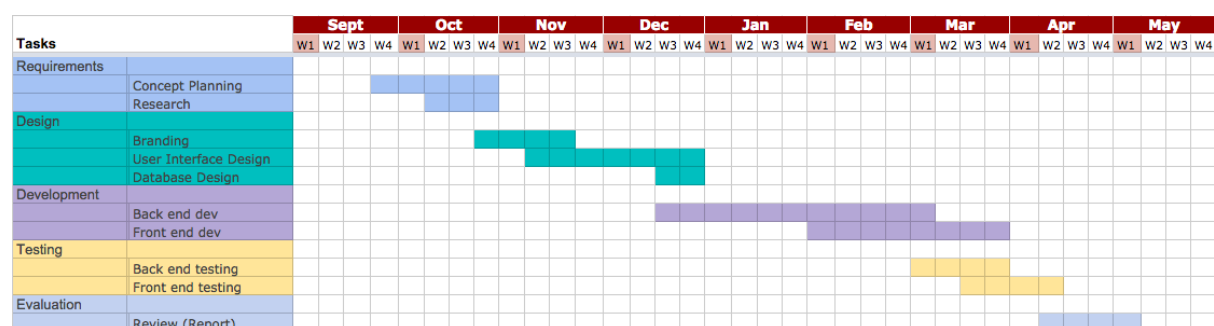 Sept Oct Nov Dec Jan Feb Mar Apr May
Tasks W1 W2 W3 W4 W1 W2 W3 W4 W1 W2 W3 W4 W1 W2 W3 W4 W1 W2 W3 W4 W1 W2 W3 W4 W1 W2 W3 W4 W1 W2 W3 W4 W1 W2 W3 W4
Requirements
Concept Planning
Research
Design
Branding
User Interface Design
Database Design
Development
Back end dev
Front end dev
Testing
Back end testing
Front end testing
Evaluation
Review (Report)